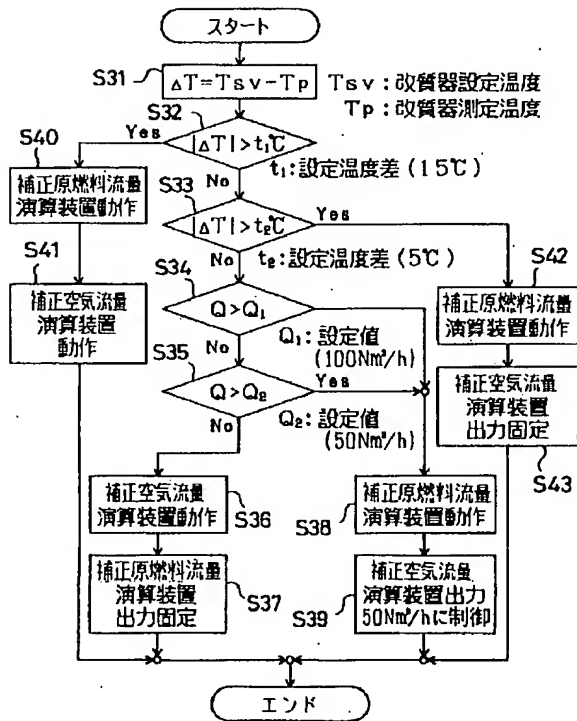 スタート
S31
ΔT=Tsv-Tp
Tsv:改質器設定温度
Tp:改質器測定温度
S32
|ΔT|>t₁℃
Yes
No
t₁:設定温度差(15℃)
S40
補正原燃料流量
演算装置動作
S41
補正空気流量
演算装置
動作
S33
|ΔT|>t₂℃
Yes
No
t₂:設定温度差(5℃)
S34
Q>Q₁
No
Q₁:設定値
(100Nm³/h)
S35
Q>Q₂
Yes
No
Q₂:設定値
(50Nm³/h)
S42
補正原燃料流量
演算装置動作
補正空気流量
演算装置
出力固定
S43
補正空気流量
演算装置動作
S36
補正原燃料流量
演算装置
出力固定
S37
S38
補正原燃料流量
演算装置動作
S39
補正空気流量
演算装置出力
50Nm³/hに制御
エンド